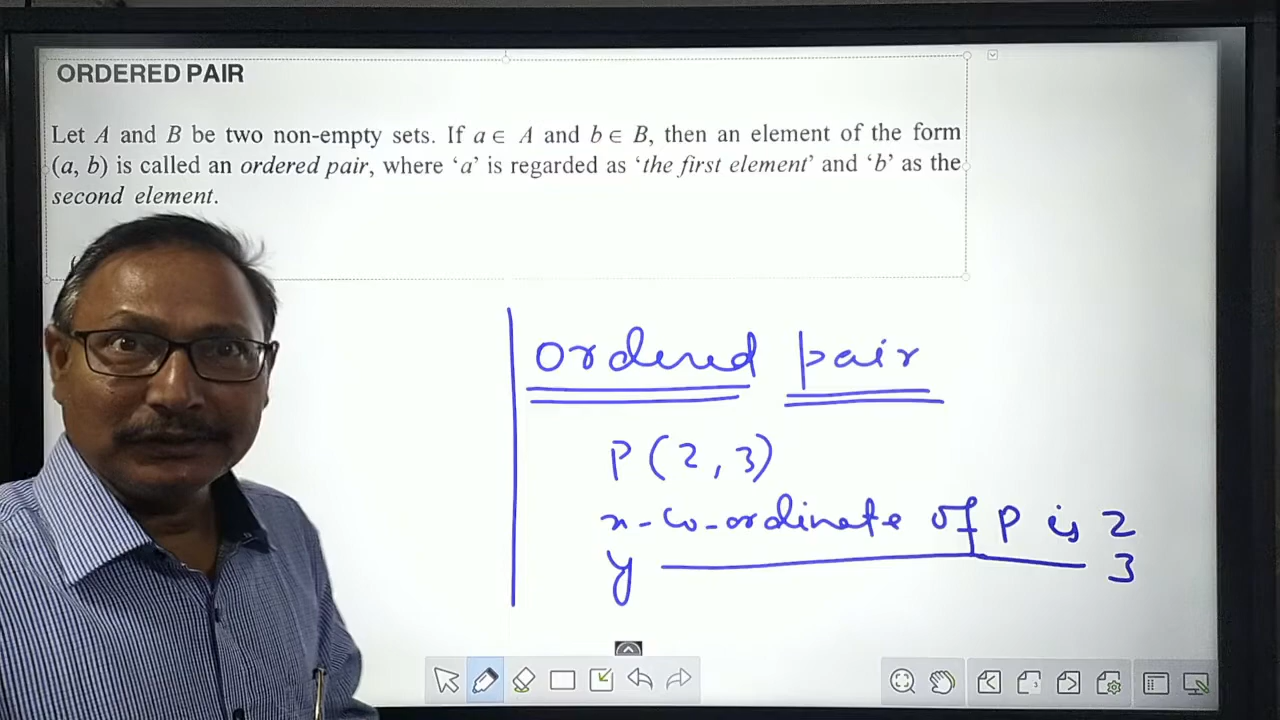 ORDERED PAIR
Let A and B be two non-empty sets. If a ∈ A and b ∈ B, then an element of the form
(a, b) is called an ordered pair, where ‘a’ is regarded as ‘the first element’ and ‘b’ as the
second element.
ordered pair
P(2,3)
x-co-ordinate of P is 2
y ——— 3